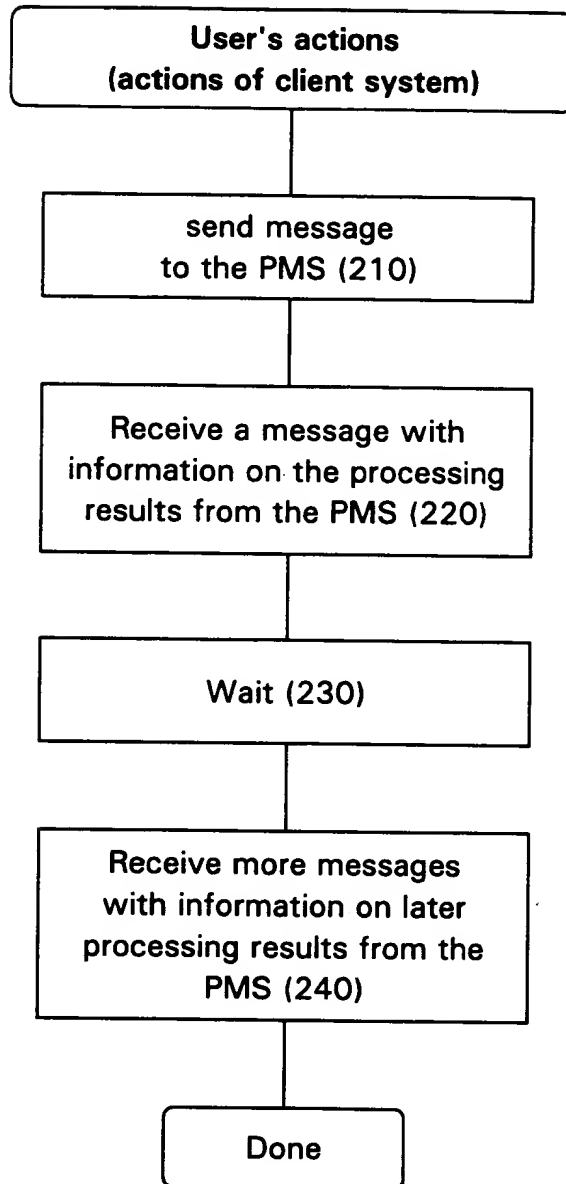 User's actions
(actions of client system)
send message
to the PMS (210)
Receive a message with
information on the processing
results from the PMS (220)
Wait (230)
Receive more messages
with information on later
processing results from the
PMS (240)
Done